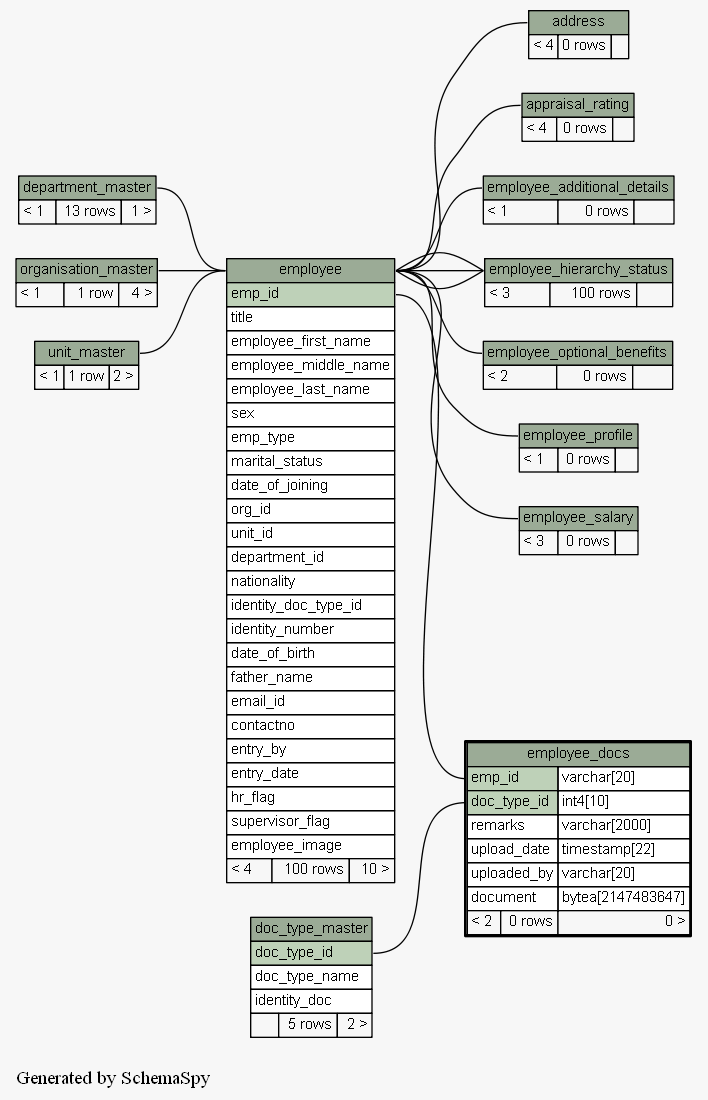 address
< 4 0 rows
appraisal_rating
< 4 0 rows
department_master
< 1 13 rows 1 >
employee_additional_details
< 1 0 rows
organisation_master
< 1 1 row 4 >
employee_hierarchy_status
< 3 100 rows
unit_master
< 1 1 row 2 >
employee_optional_benefits
< 2 0 rows
employee_profile
< 1 0 rows
employee_salary
< 3 0 rows
employee
emp_id
title
employee_first_name
employee_middle_name
employee_last_name
sex
emp_type
marital_status
date_of_joining
org_id
unit_id
department_id
nationality
identity_doc_type_id
identity_number
date_of_birth
father_name
email_id
contactno
entry_by
entry_date
hr_flag
supervisor_flag
employee_image
< 4 100 rows 10 >
employee_docs
emp_id varchar[20]
doc_type_id int4[10]
remarks varchar[2000]
upload_date timestamp[22]
uploaded_by varchar[20]
document bytea[2147483647]
< 2 0 rows 0 >
doc_type_master
doc_type_id
doc_type_name
identity_doc
5 rows 2 >
Generated by SchemaSpy